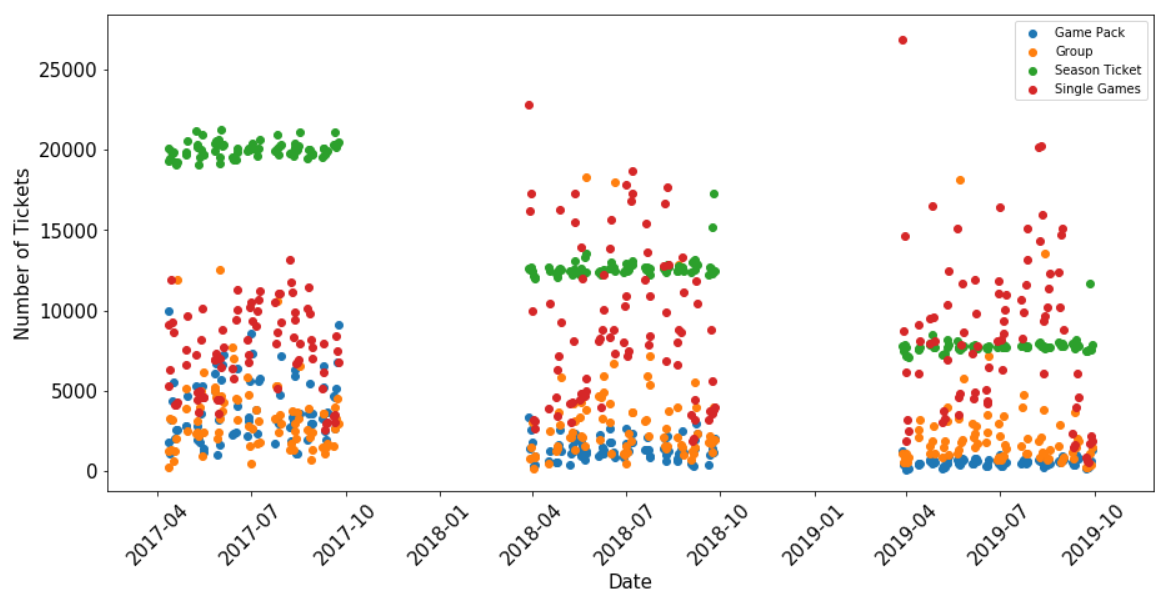 Game Pack
Group
Season Ticket
Single Games
25000
20000
15000
10000
5000
0
Number of Tickets
2017-04
2017-07
2017-10
2018-01
2018-04
2018-07
2018-10
2019-01
2019-04
2019-07
2019-10
Date